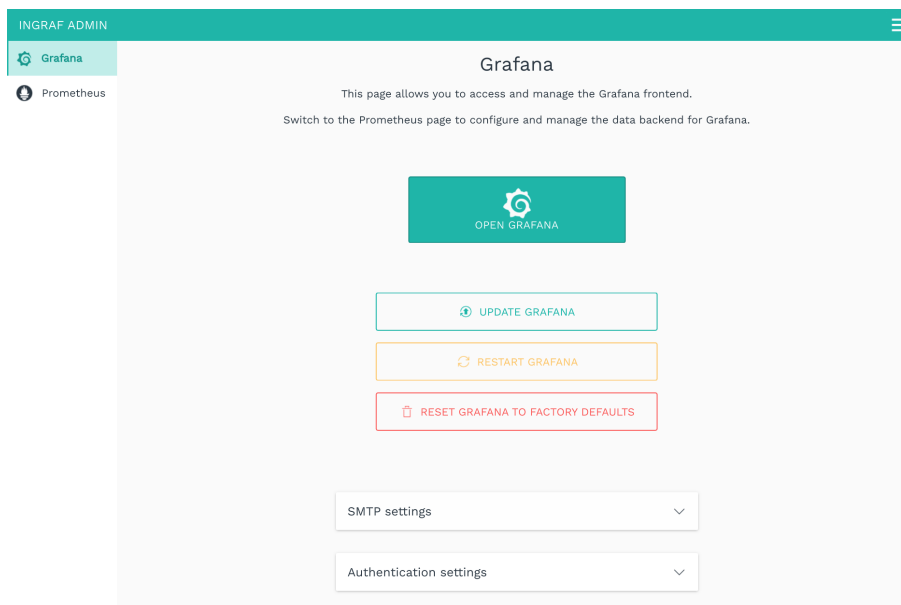 INGRAF ADMIN
Grafana
Prometheus
Grafana
This page allows you to access and manage the Grafana frontend.
Switch to the Prometheus page to configure and manage the data backend for Grafana.
OPEN GRAFANA
UPDATE GRAFANA
RESTART GRAFANA
RESET GRAFANA TO FACTORY DEFAULTS
SMTP settings
Authentication settings